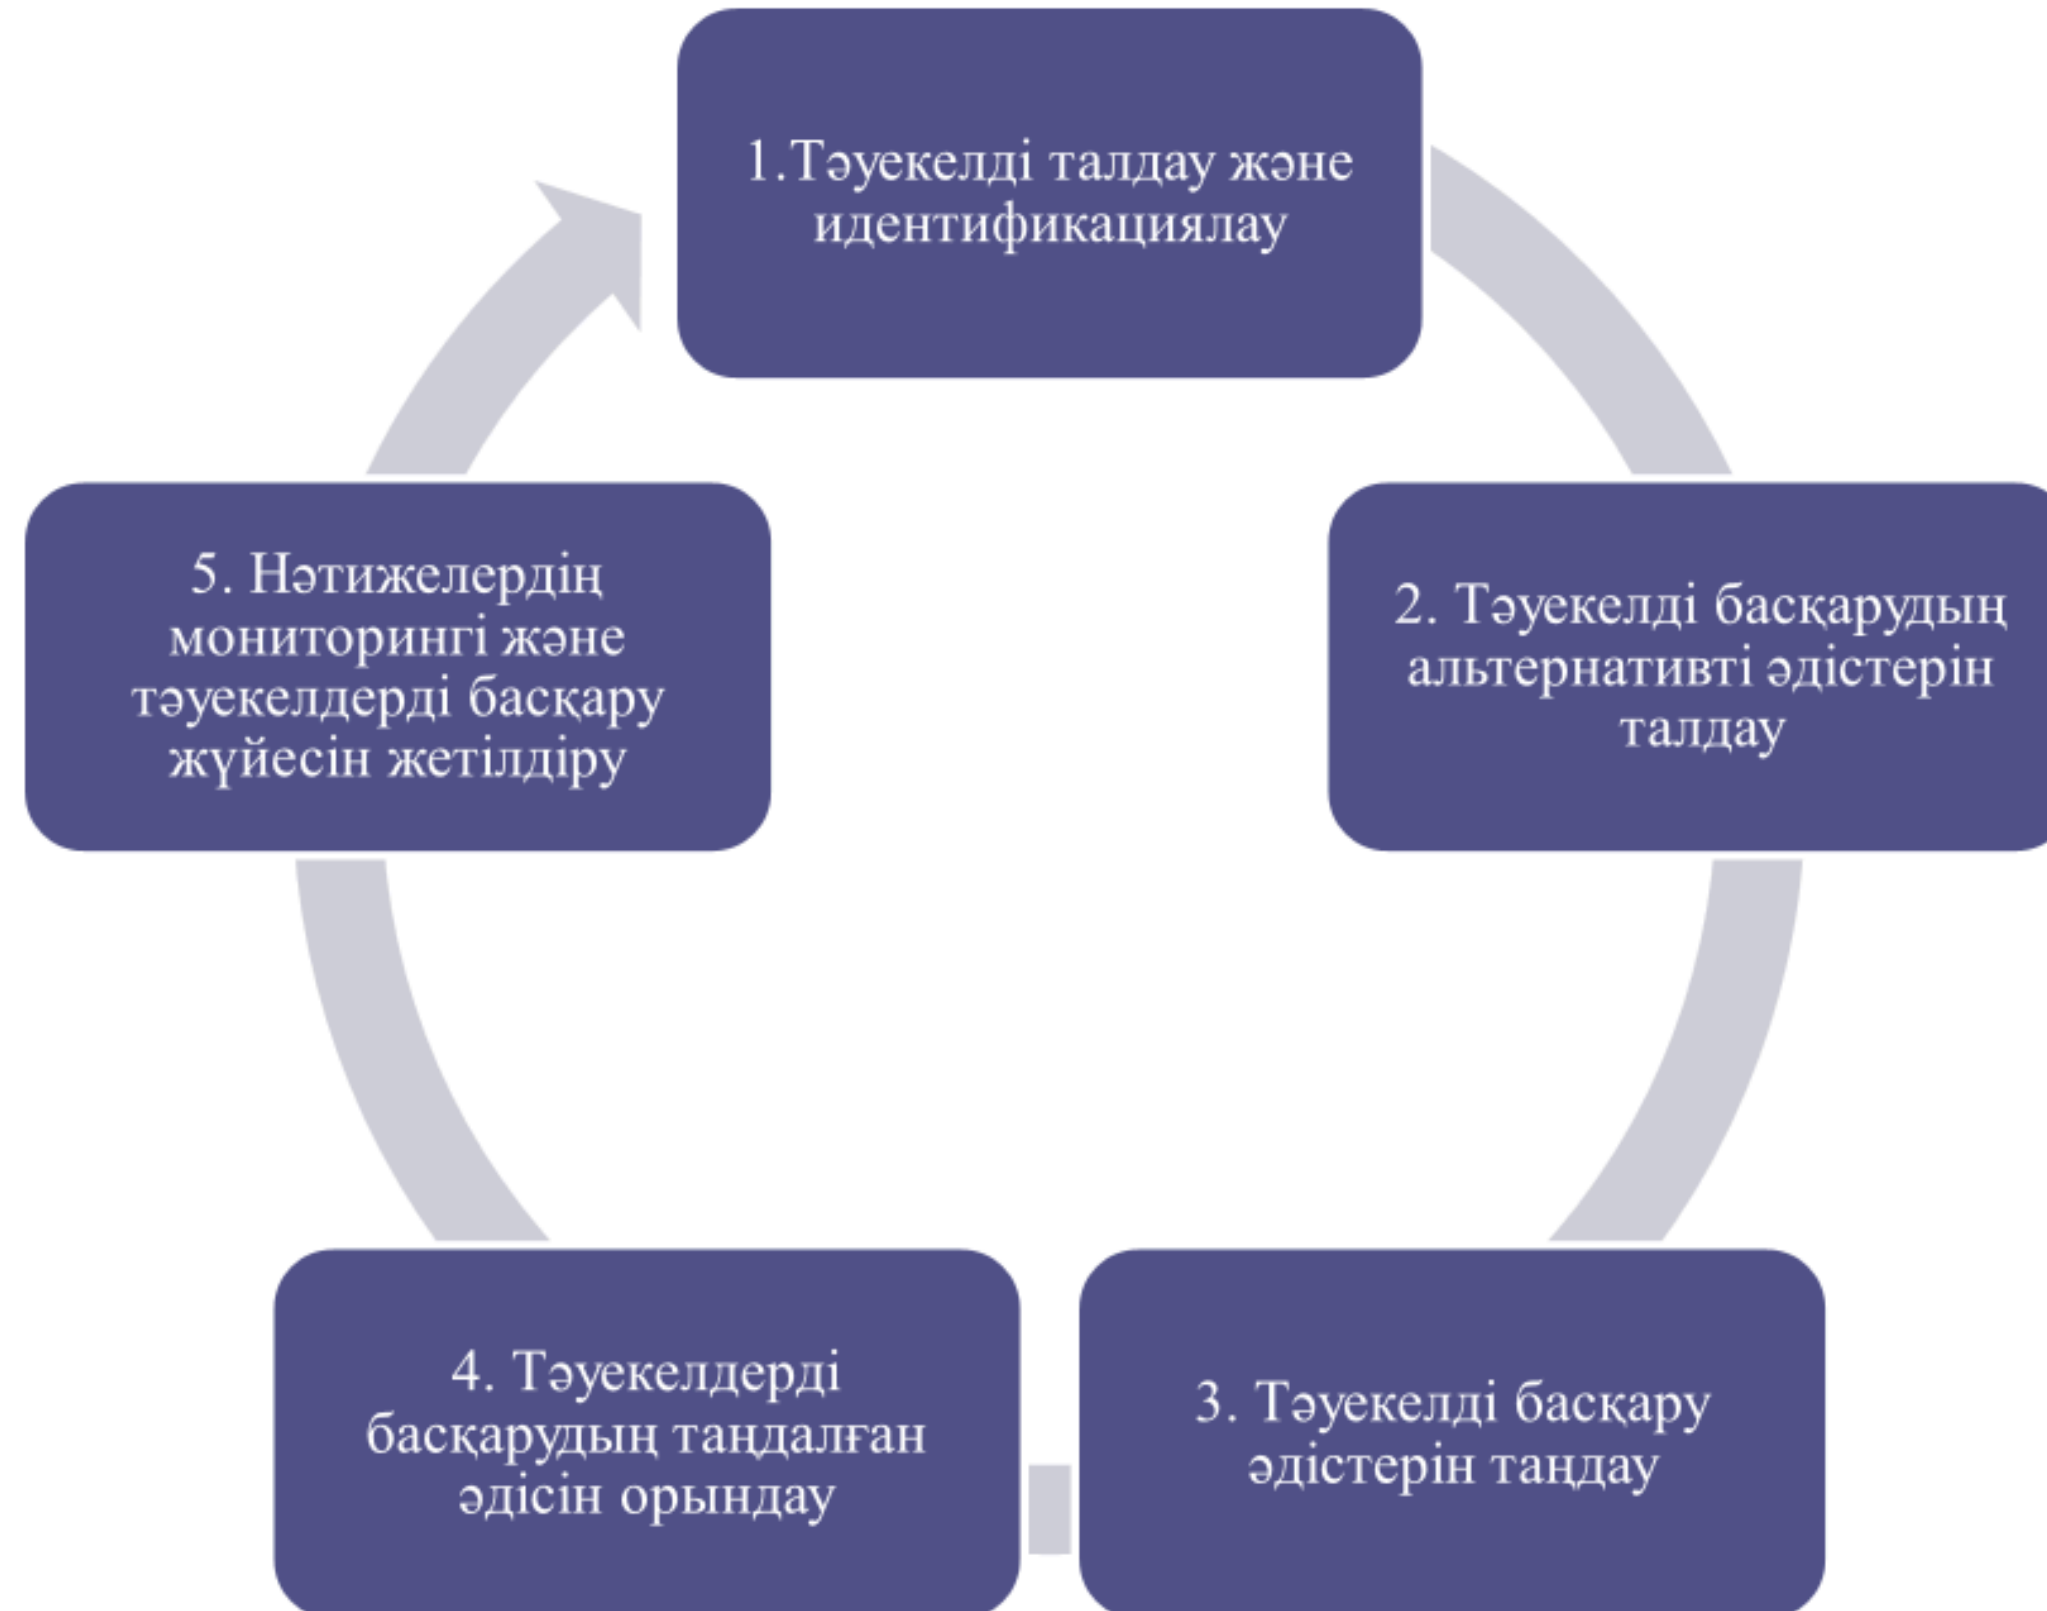 1.Тәуекелді талдау және
идентификациялау
2. Тәуекелді басқарудың
альтернативті әдістерін
талдау
3. Тәуекелді басқару
әдістерін таңдау
4. Тәуекелдерді
басқарудың таңдалған
әдісін орындау
5. Нәтижелердің
мониторингі және
тәуекелдерді басқару
жүйесін жетілдіру